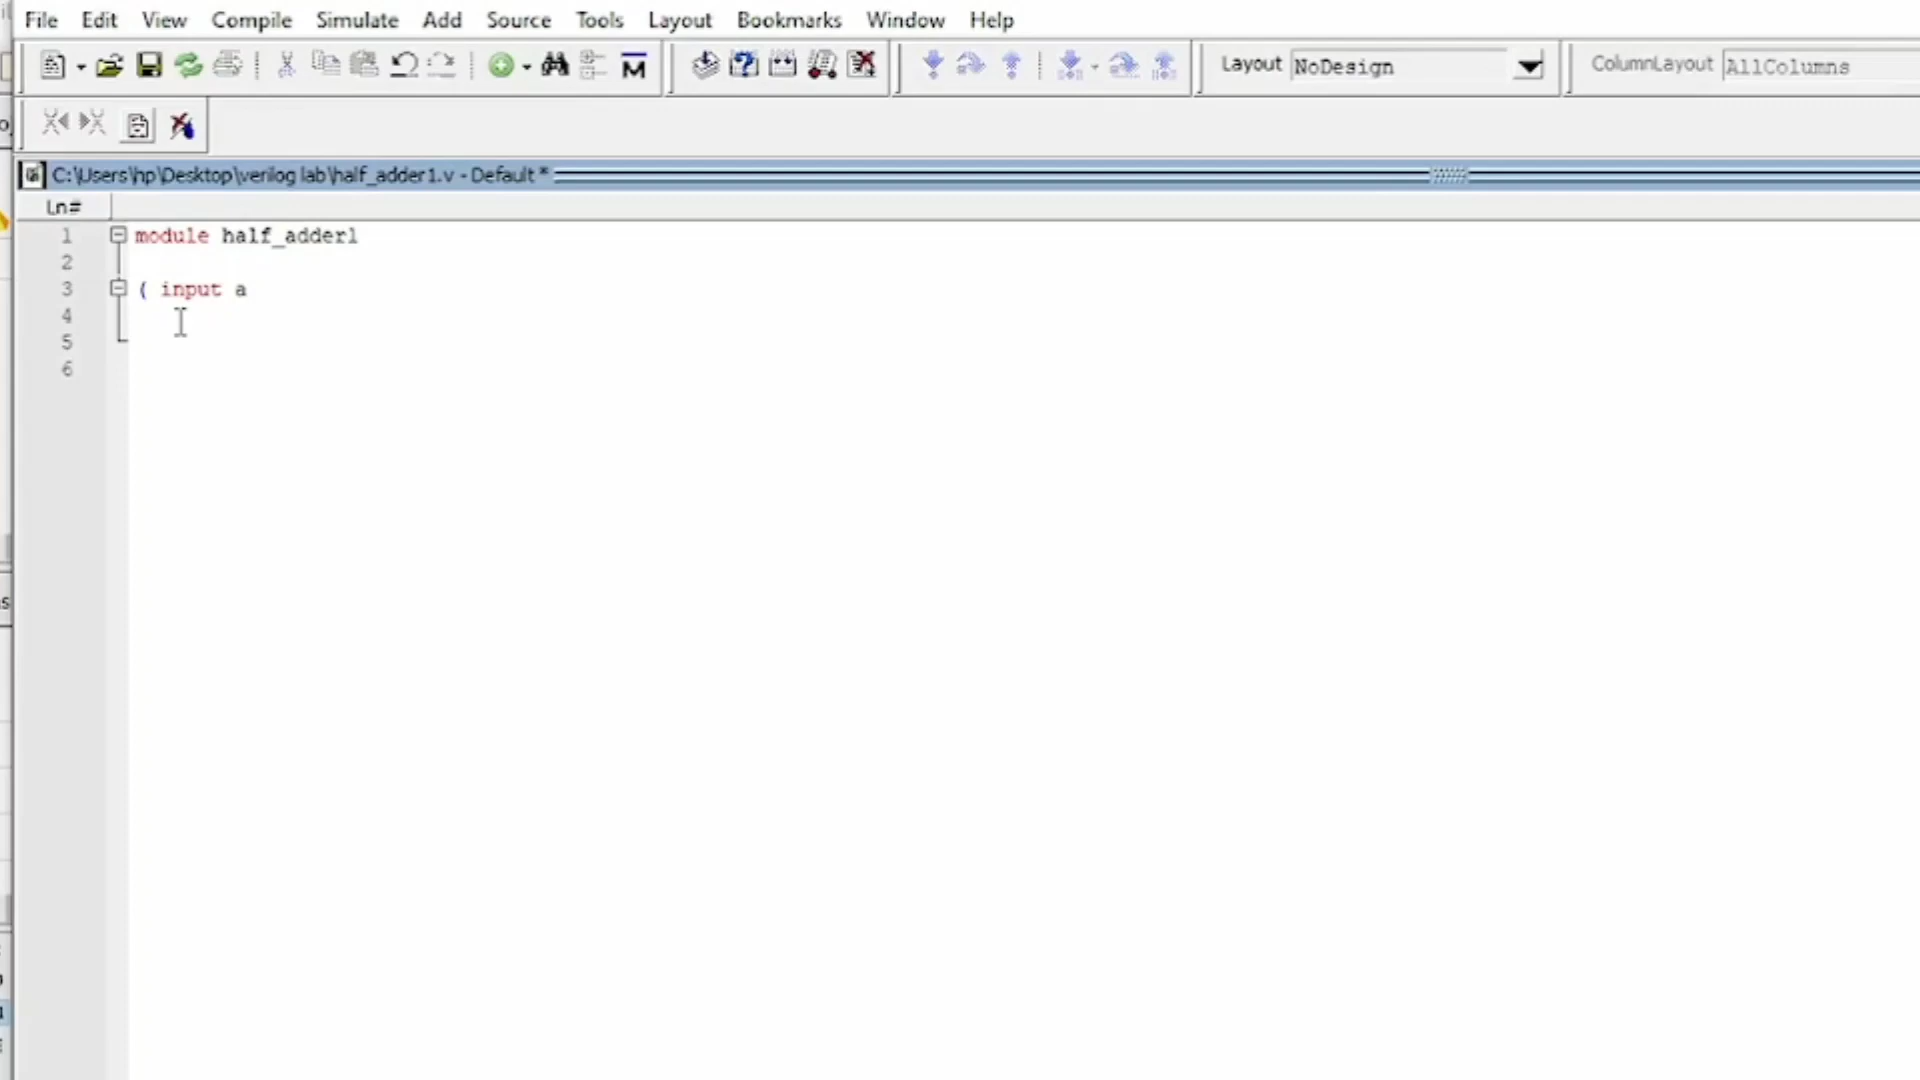 File Edit View Compile Simulate Add Source Tools Layout Bookmarks Window Help
Layout NoDesign ColumnLayout AllColumns
C:\Users\hp\Desktop\verilog lab\half_adder1.v - Default *
Ln#
1 module half_adder1
2
3 ( input a
4
5
6